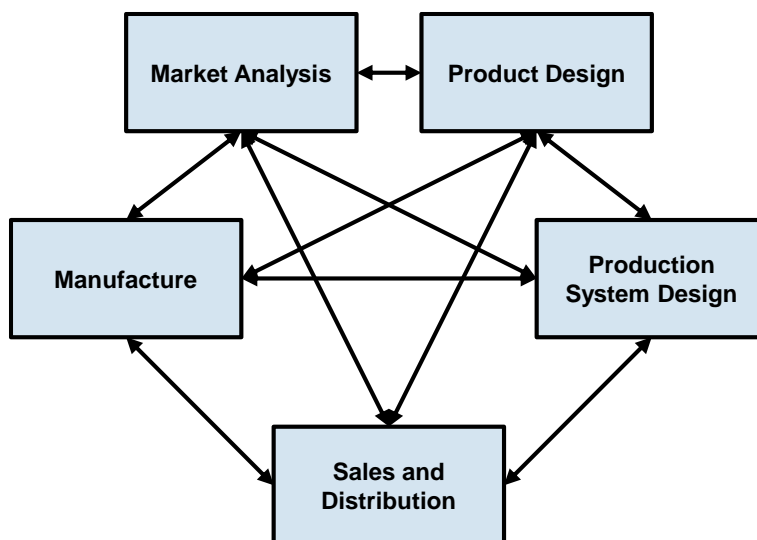 Market Analysis
Product Design
Manufacture
Production
System Design
Sales and
Distribution